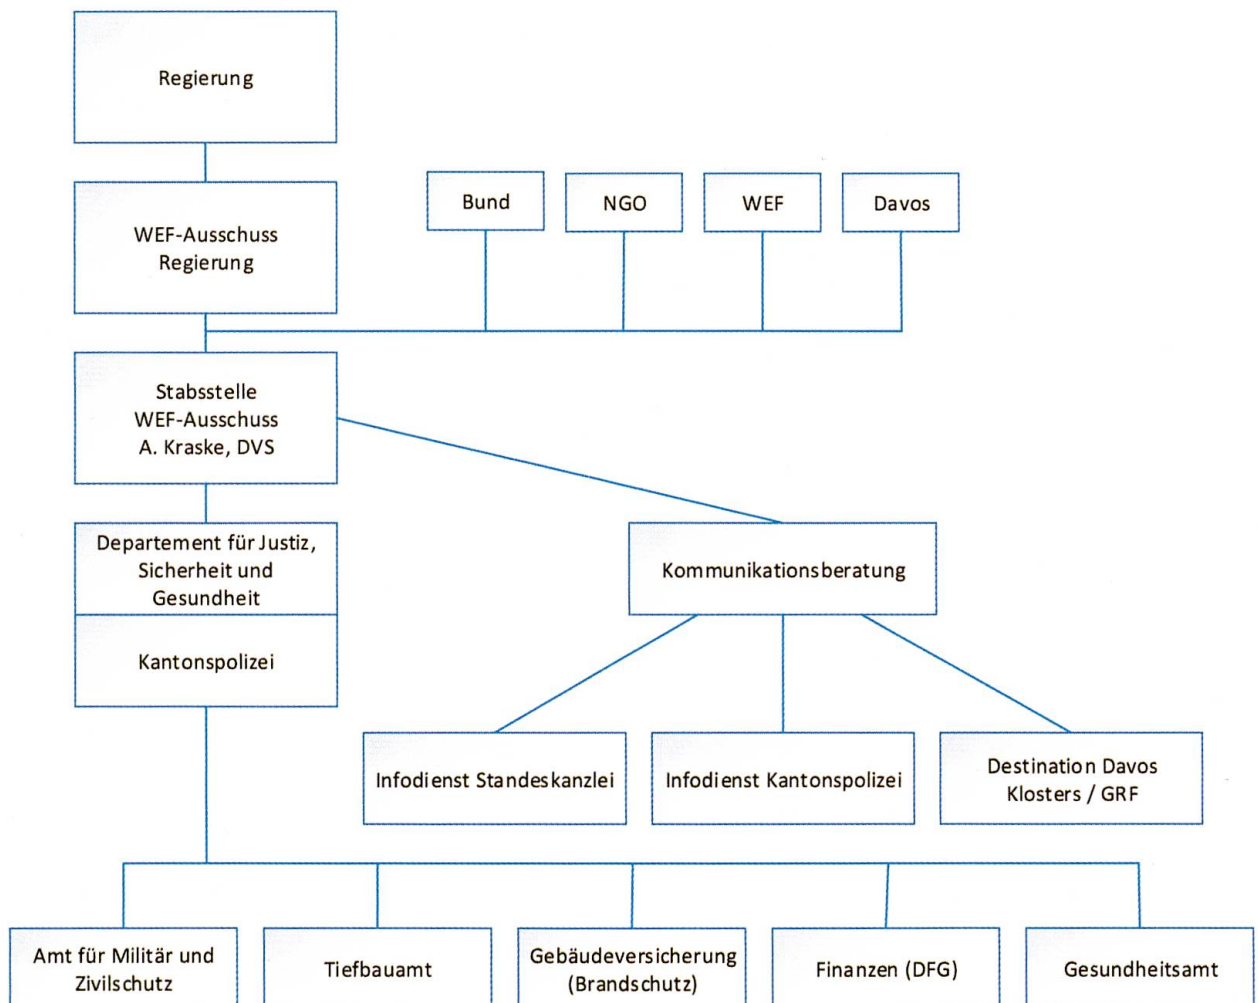 Regierung
WEF-Ausschuss
Regierung
Bund
NGO
WEF
Davos
Stabsstelle
WEF-Ausschuss
A. Kraske, DVS
Departement für Justiz,
Sicherheit und
Gesundheit
Kantonspolizei
Kommunikationsberatung
Infodienst Standeskanzlei
Infodienst Kantonspolizei
Destination Davos
Klosters / GRF
Amt für Militär und
Zivilschutz
Tiefbauamt
Gebäudeversicherung
(Brandschutz)
Finanzen (DFG)
Gesundheitsamt